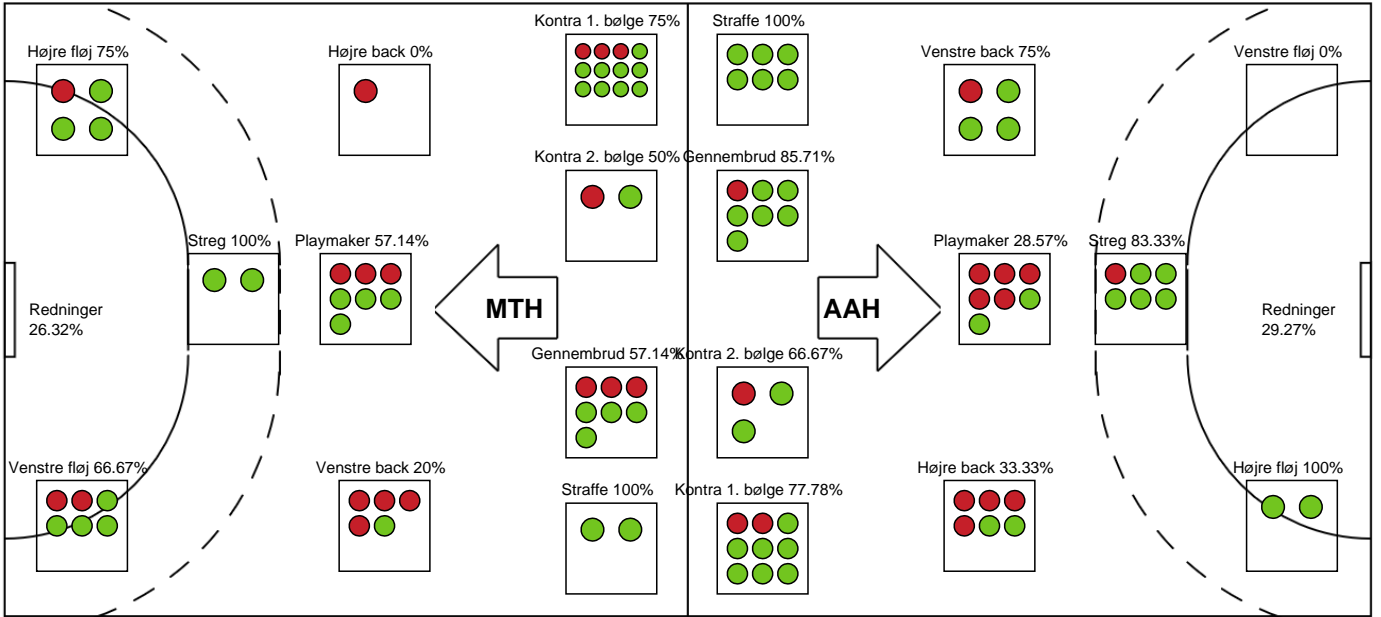 Kontra 1. bølge 75%
Straffe 100%
Højre fløj 75%
Højre back 0%
Venstre back 75%
Venstre fløj 0%
Kontra 2. bølge 50%
Gennembrud 85.71%
Streg 100%
Playmaker 57.14%
Playmaker 28.57%
Streg 83.33%
Redninger
26.32%
MTH
AAH
Redninger
29.27%
Gennembrud 57.14%
Kontra 2. bølge 66.67%
Venstre fløj 66.67%
Venstre back 20%
Straffe 100%
Kontra 1. bølge 77.78%
Højre back 33.33%
Højre fløj 100%